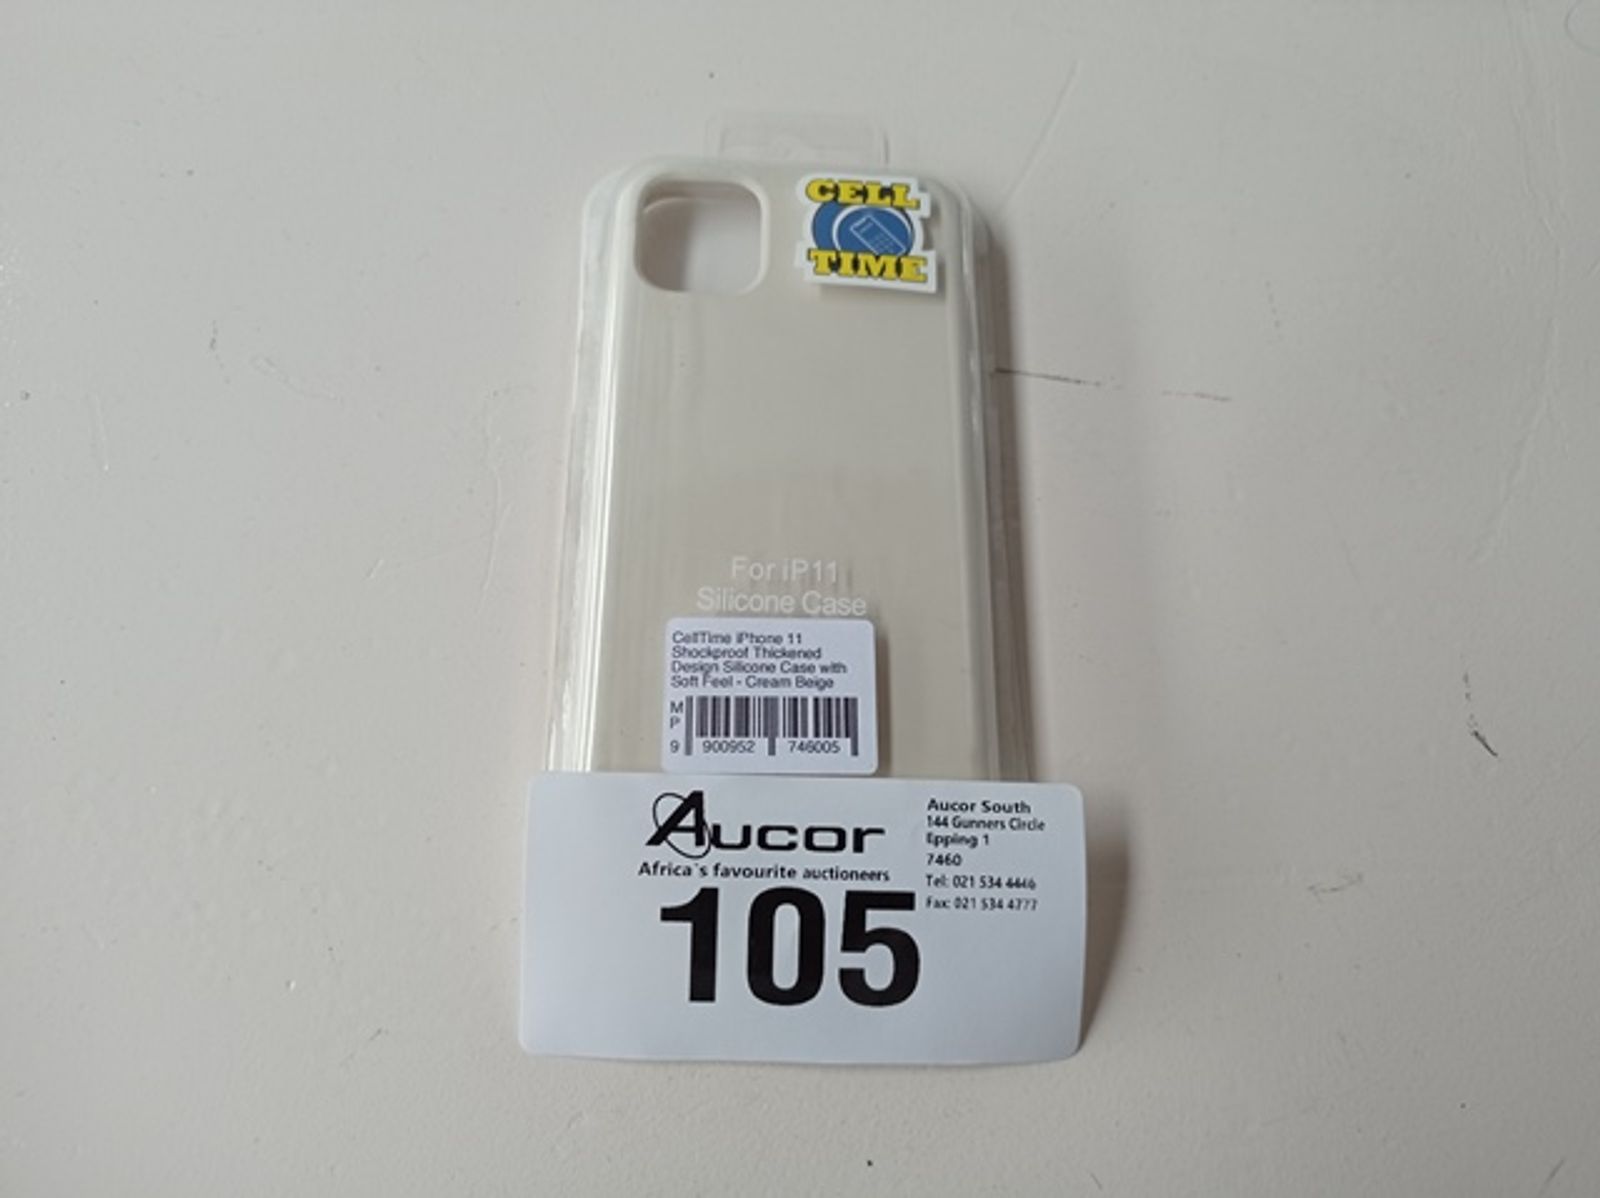 CELL
TIME
For iP11
Silicone Case
CellTime iPhone 11
Shockproof Thickened
Design Silicone Case with
Soft Feel - Cream Beige
M
P
9 900952 746005
Aucor
Africa's favourite auctioneers
105
Aucor South
144 Gunners Circle
Epping 1
7460
Tel: 021 534 4446
Fax: 021 534 4777